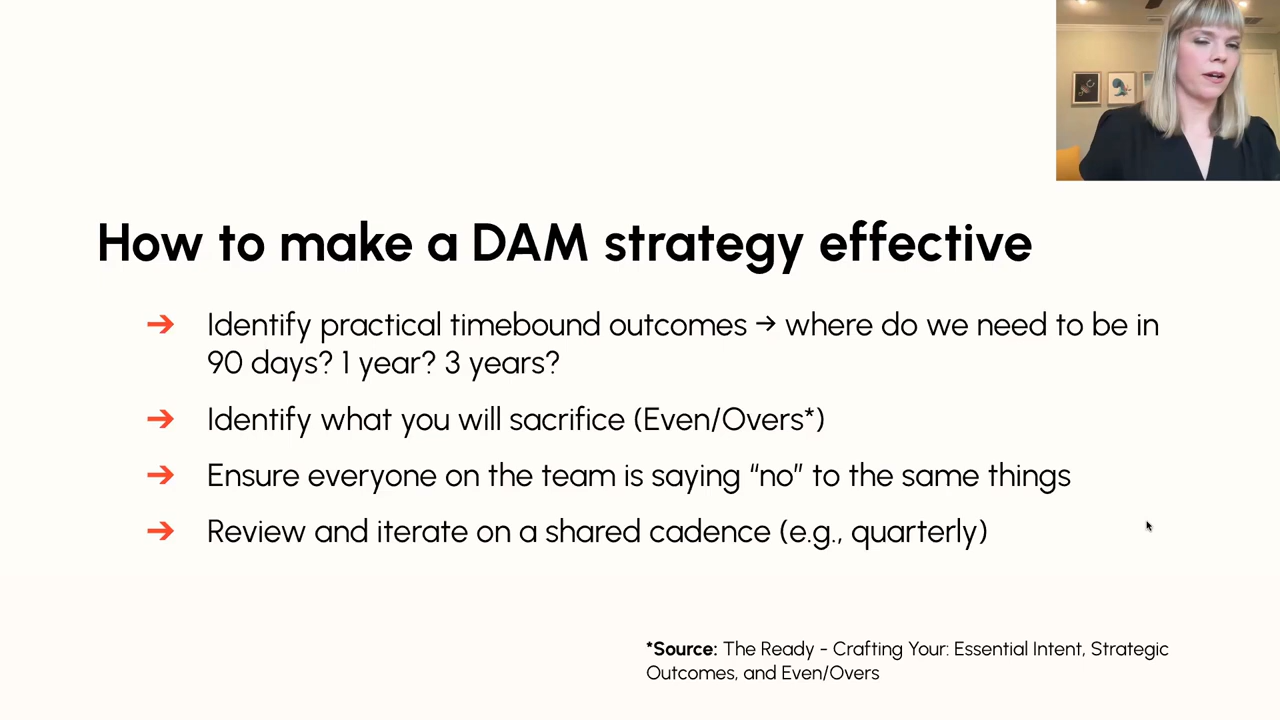 How to make a DAM strategy effective
➔ Identify practical timebound outcomes → where do we need to be in
90 days? 1 year? 3 years?
➔ Identify what you will sacrifice (Even/Overs*)
➔ Ensure everyone on the team is saying “no” to the same things
➔ Review and iterate on a shared cadence (e.g., quarterly)
*Source: The Ready - Crafting Your: Essential Intent, Strategic
Outcomes, and Even/Overs